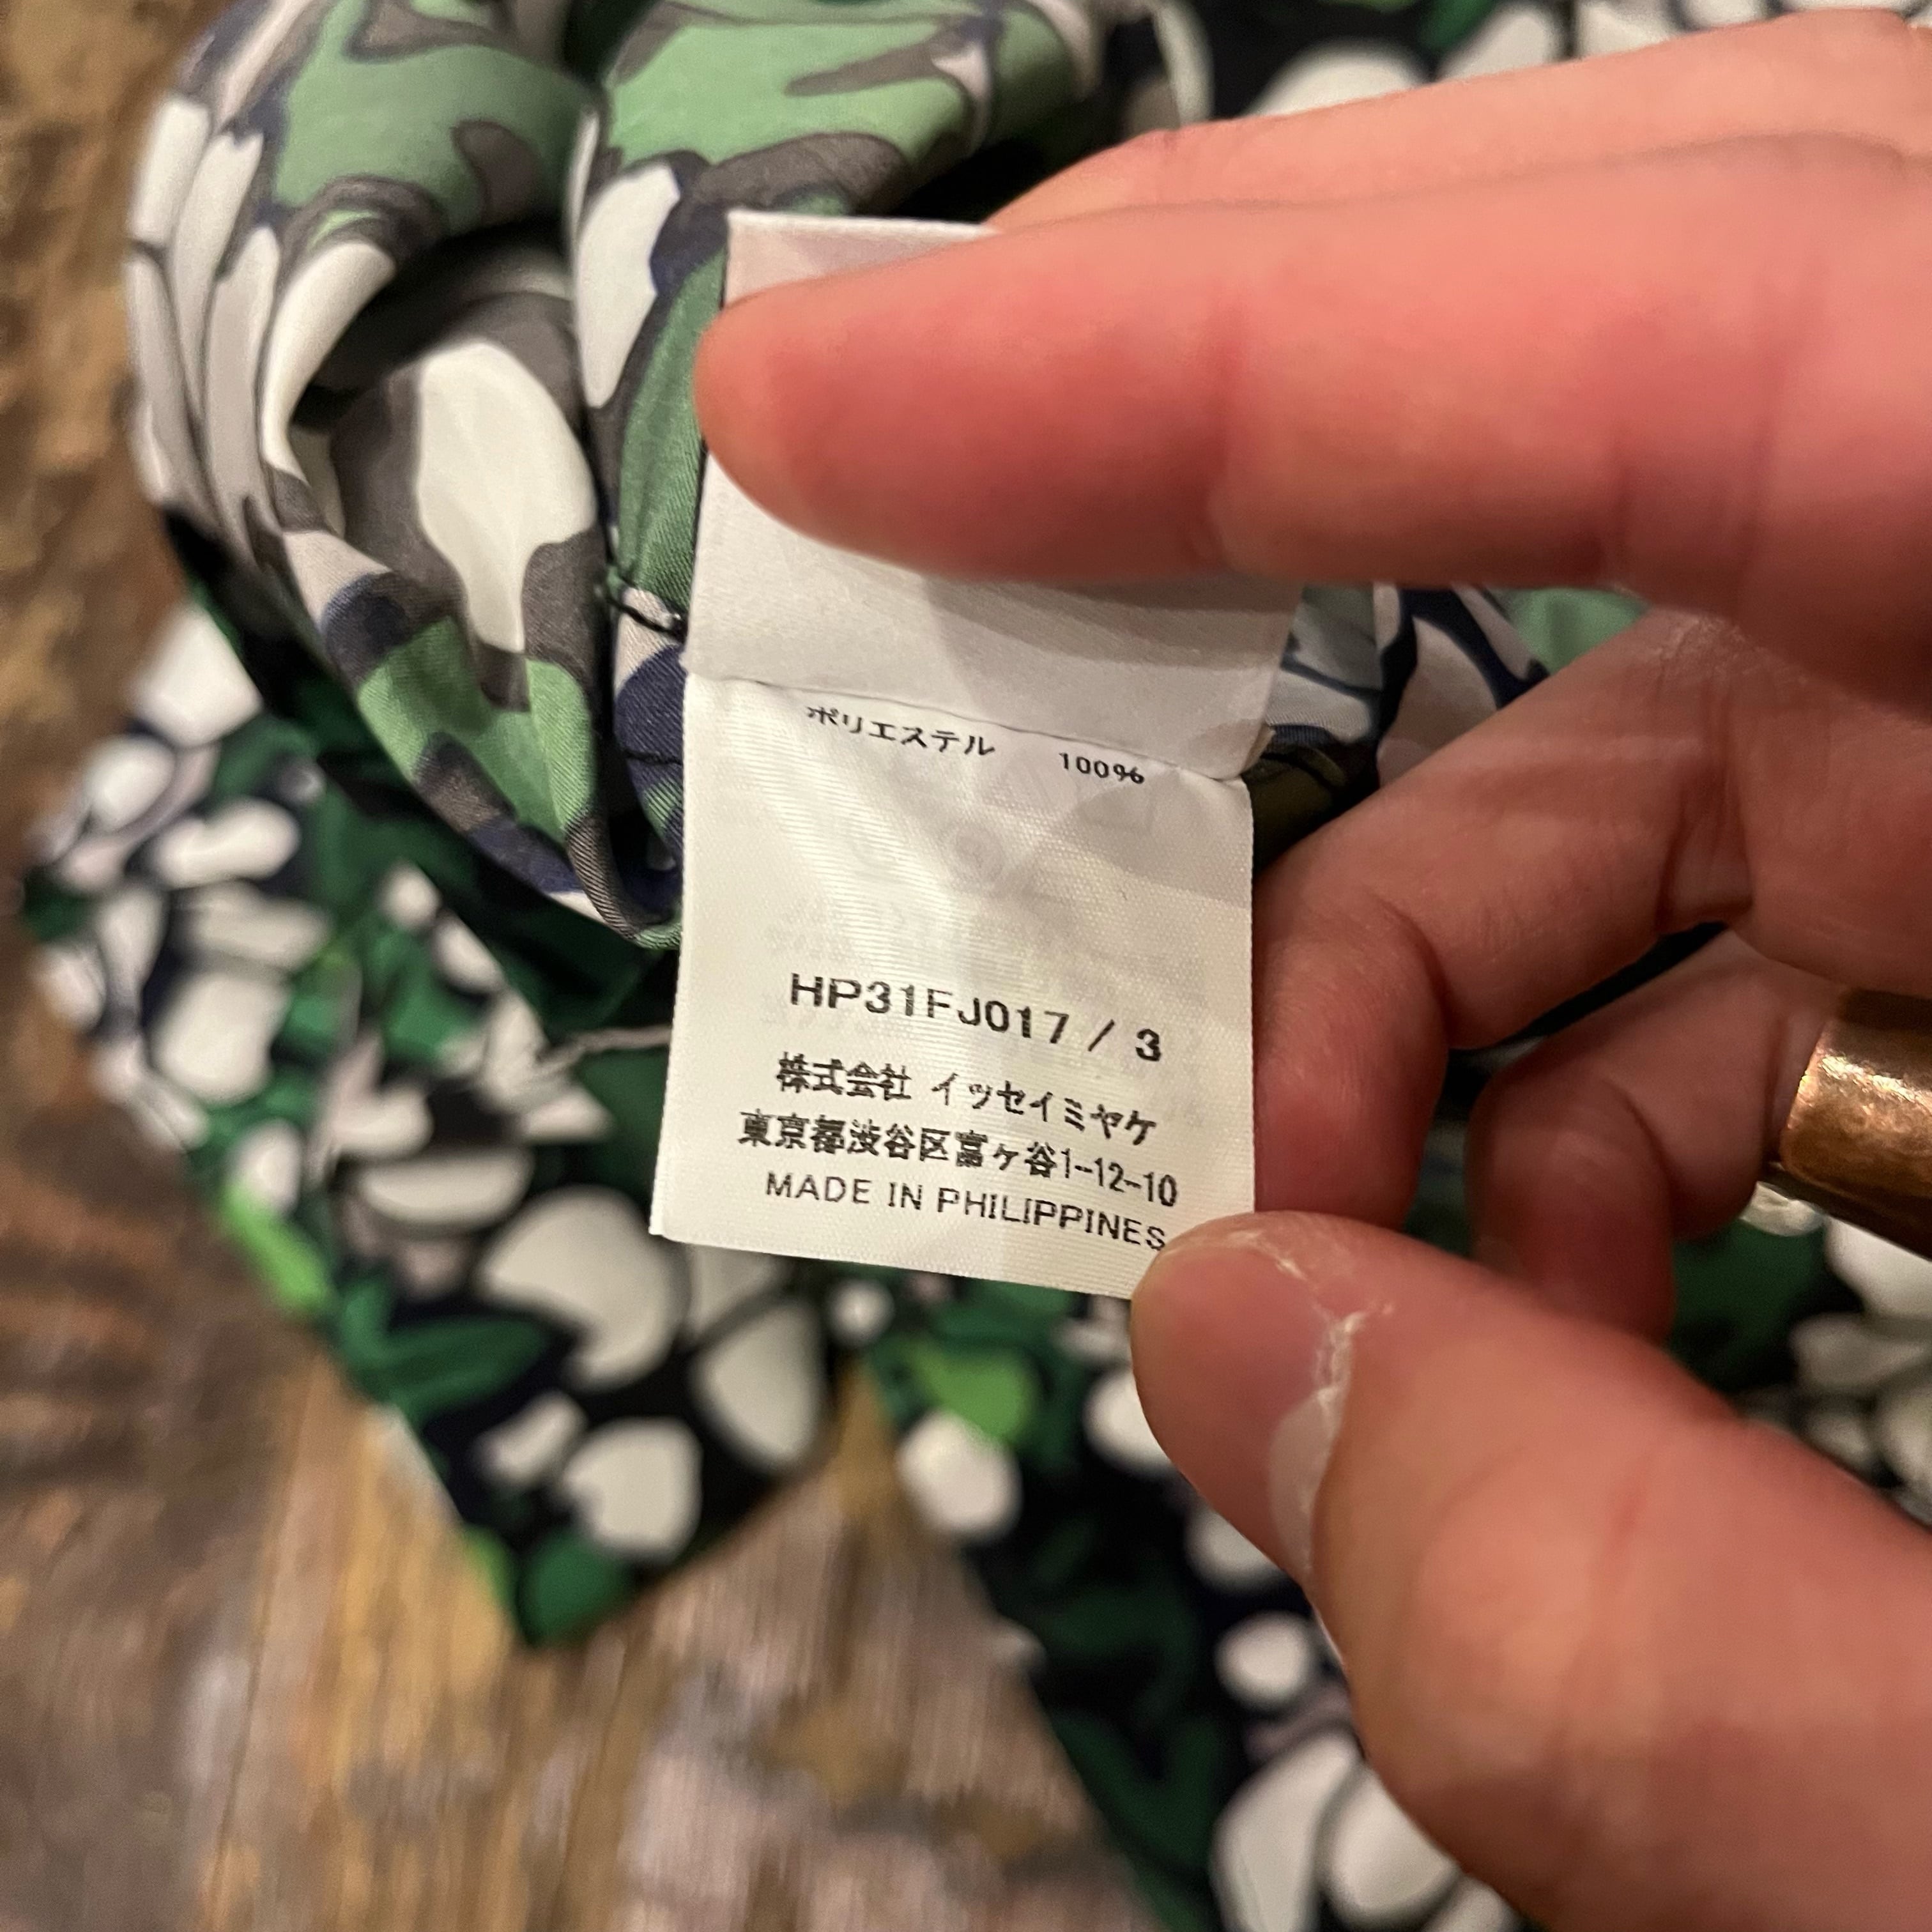 ポリエステル 100%
HP31FJ017 / 3
株式会社 イッセイミヤケ
東京都渋谷区富ヶ谷1-12-10
MADE IN PHILIPPINES